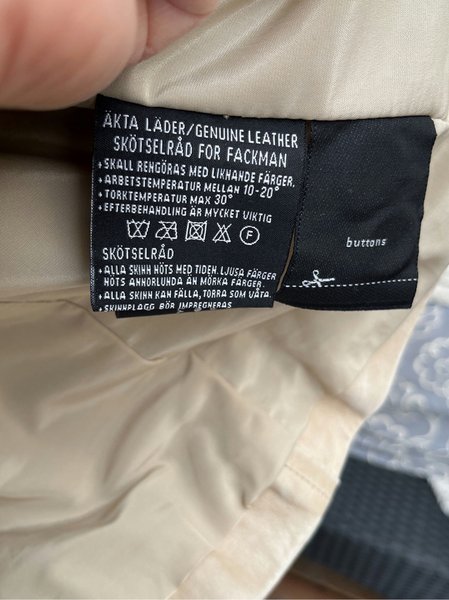 ÄKTA LÄDER/GENUINE LEATHER
SKÖTSELRÅD FOR FACKMAN
• SKALL RENGÖRAS MED LIKNANDE FÄRGER.
• ARBETSTEMPERATUR MELLAN 10-20°
• TORKTEMPERATUR MAX 30°
• EFTERBEHANDLING ÄR MYCKET VIKTIG
F
SKÖTSELRÅD
• ALLA SKINN NÖTS MED TIDEN. LJUSA FÄRGER
NÖTS ANNORLUNDA ÄN MÖRKA FÄRGER.
• ALLA SKINN KAN FÄLLA, TORRA SOM VÅTA.
• SKINNPLAGG BÖR IMPREGNERAS
buttons